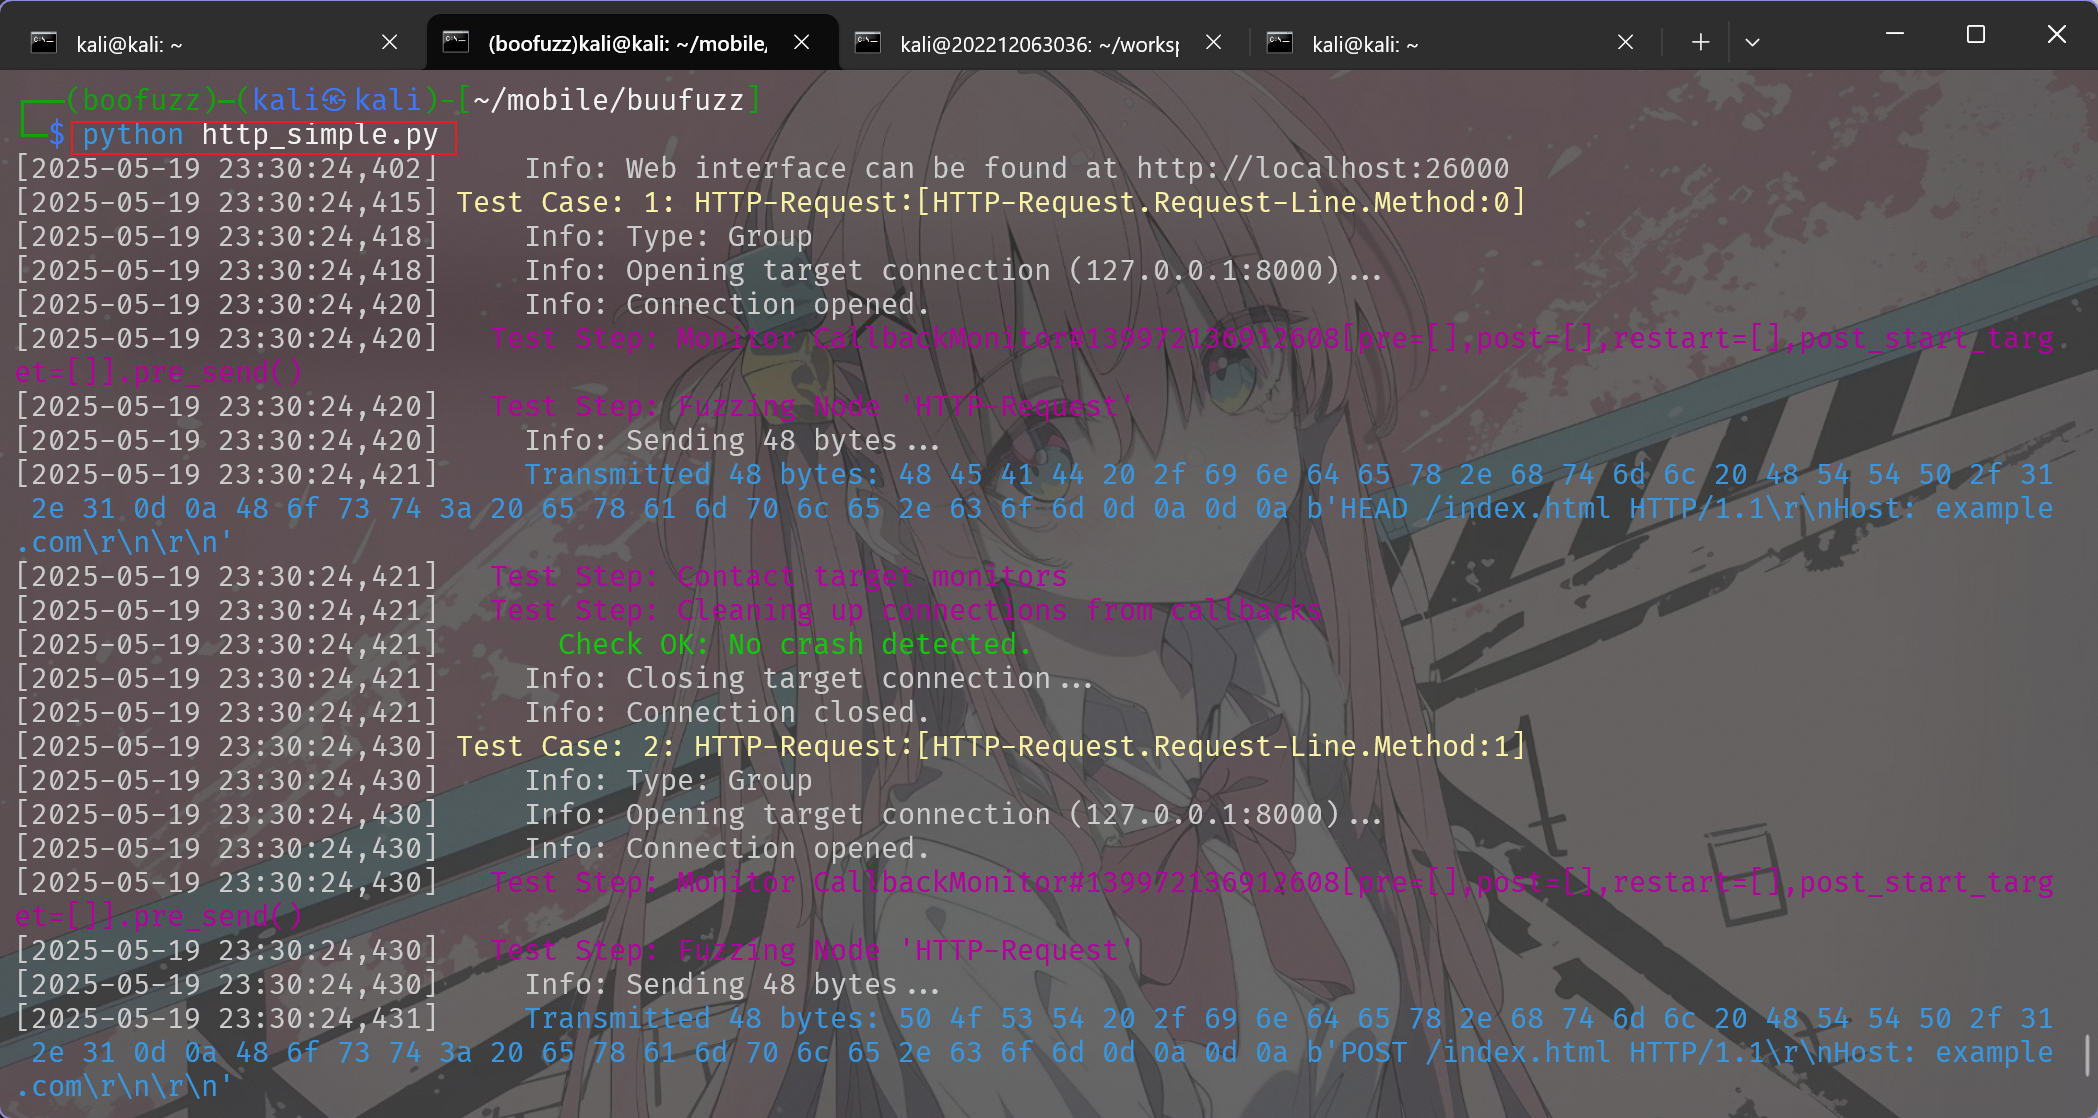 kali@kali: ~
(boofuzz)kali@kali: ~/mobile/
kali@202212063036: ~/worksp
kali@kali: ~
(boofuzz)-(kali㉿kali)-[~/mobile/buufuzz]
$ python http_simple.py
[2025-05-19 23:30:24,402]     Info: Web interface can be found at http://localhost:26000
[2025-05-19 23:30:24,415] Test Case: 1: HTTP-Request:[HTTP-Request.Request-Line.Method:0]
[2025-05-19 23:30:24,418]     Info: Type: Group
[2025-05-19 23:30:24,418]     Info: Opening target connection (127.0.0.1:8000)...
[2025-05-19 23:30:24,420]     Info: Connection opened.
[2025-05-19 23:30:24,420]   Test Step: Monitor CallbackMonitor#139972136912608[pre=[],post=[],restart=[],post_start_targ
et=[]].pre_send()
[2025-05-19 23:30:24,420]   Test Step: Fuzzing Node 'HTTP-Request'
[2025-05-19 23:30:24,420]     Info: Sending 48 bytes...
[2025-05-19 23:30:24,421]     Transmitted 48 bytes: 48 45 41 44 20 2f 69 6e 64 65 78 2e 68 74 6d 6c 20 48 54 54 50 2f 31
2e 31 0d 0a 48 6f 73 74 3a 20 65 78 61 6d 70 6c 65 2e 63 6f 6d 0d 0a 0d 0a b'HEAD /index.html HTTP/1.1\r\nHost: example
.com\r\n\r\n'
[2025-05-19 23:30:24,421]   Test Step: Contact target monitors
[2025-05-19 23:30:24,421]   Test Step: Cleaning up connections from callbacks
[2025-05-19 23:30:24,421]       Check OK: No crash detected.
[2025-05-19 23:30:24,421]     Info: Closing target connection...
[2025-05-19 23:30:24,421]     Info: Connection closed.
[2025-05-19 23:30:24,430] Test Case: 2: HTTP-Request:[HTTP-Request.Request-Line.Method:1]
[2025-05-19 23:30:24,430]     Info: Type: Group
[2025-05-19 23:30:24,430]     Info: Opening target connection (127.0.0.1:8000)...
[2025-05-19 23:30:24,430]     Info: Connection opened.
[2025-05-19 23:30:24,430]   Test Step: Monitor CallbackMonitor#139972136912608[pre=[],post=[],restart=[],post_start_targ
et=[]].pre_send()
[2025-05-19 23:30:24,430]   Test Step: Fuzzing Node 'HTTP-Request'
[2025-05-19 23:30:24,430]     Info: Sending 48 bytes...
[2025-05-19 23:30:24,431]     Transmitted 48 bytes: 50 4f 53 54 20 2f 69 6e 64 65 78 2e 68 74 6d 6c 20 48 54 54 50 2f 31
2e 31 0d 0a 48 6f 73 74 3a 20 65 78 61 6d 70 6c 65 2e 63 6f 6d 0d 0a 0d 0a b'POST /index.html HTTP/1.1\r\nHost: example
.com\r\n\r\n'